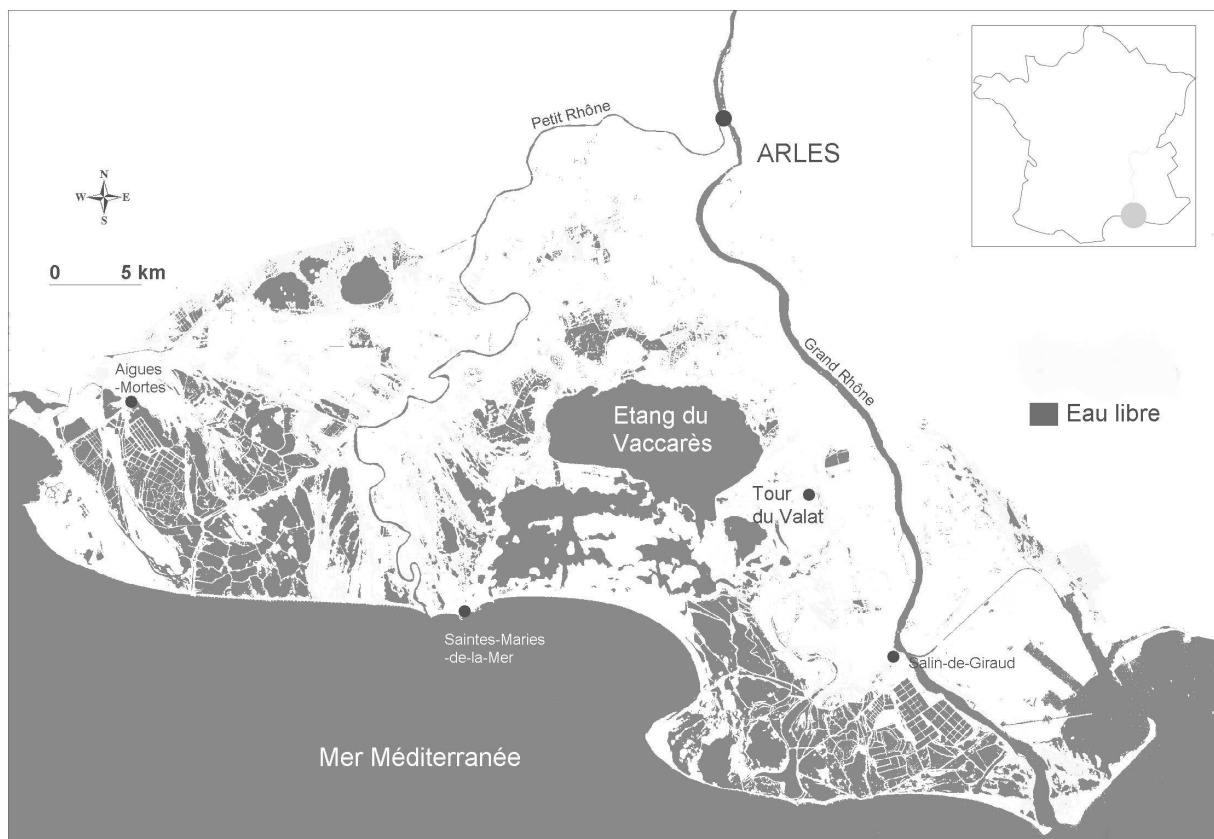 Petit Rhône
ARLES
N
W E
S
0 5 km
Grand Rhône
Aigues
-Mortes
Etang du
Vaccarès
Eau libre
Tour
du Valat
Saintes-Maries
-de-la-Mer
Salin-de-Giraud
Mer Méditerranée